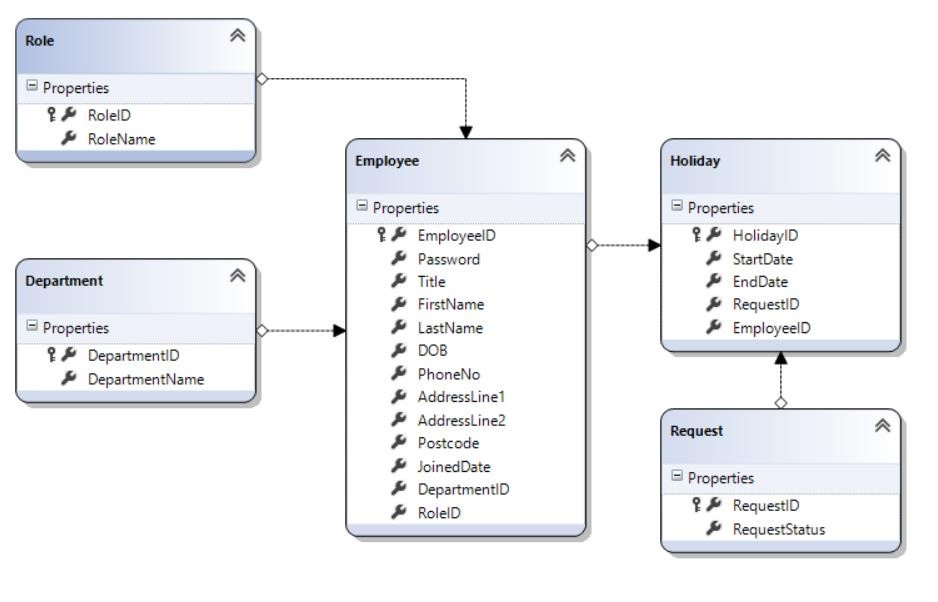 Role
Properties
RoleID
RoleName
Department
Properties
DepartmentID
DepartmentName
Employee
Properties
EmployeeID
Password
Title
FirstName
LastName
DOB
PhoneNo
AddressLine1
AddressLine2
Postcode
JoinedDate
DepartmentID
RoleID
Holiday
Properties
HolidayID
StartDate
EndDate
RequestID
EmployeeID
Request
Properties
RequestID
RequestStatus